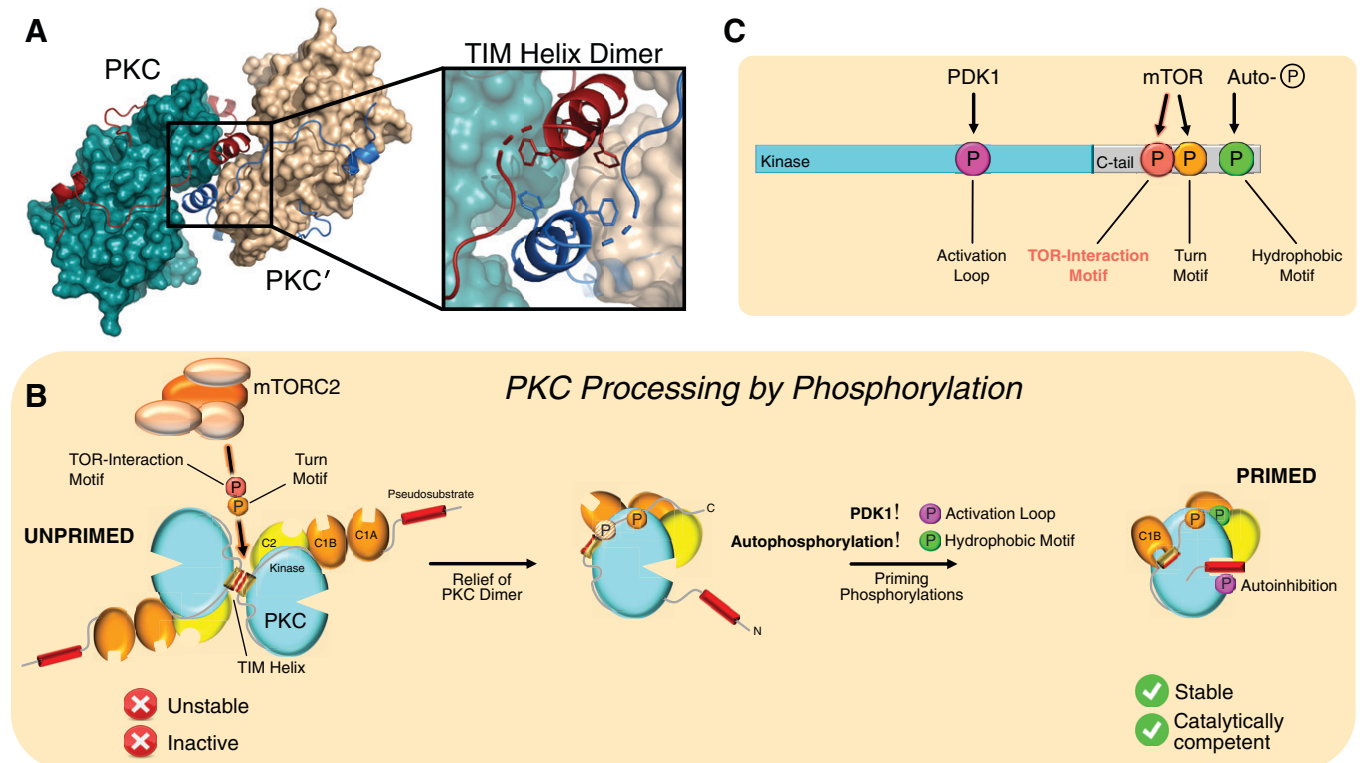 A
PKC
PKC′
TIM Helix Dimer
C
PDK1
mTOR
Auto-Ⓟ
Kinase
P
C-tail
P
P
P
Activation
Loop
TOR-Interaction
Motif
Turn
Motif
Hydrophobic
Motif
B
PKC Processing by Phosphorylation
mTORC2
TOR-Interaction
Motif
Turn
Motif
P
P
UNPRIMED
Pseudosubstrate
C2
C1B
C1A
Kinase
PKC
TIM Helix
Unstable
Inactive
Relief of
PKC Dimer
P
P
C
N
PDK1!
P
Activation Loop
Autophosphorylation!
P
Hydrophobic Motif
Priming
Phosphorylations
PRIMED
P
P
C1B
P
Autoinhibition
Stable
Catalytically
competent